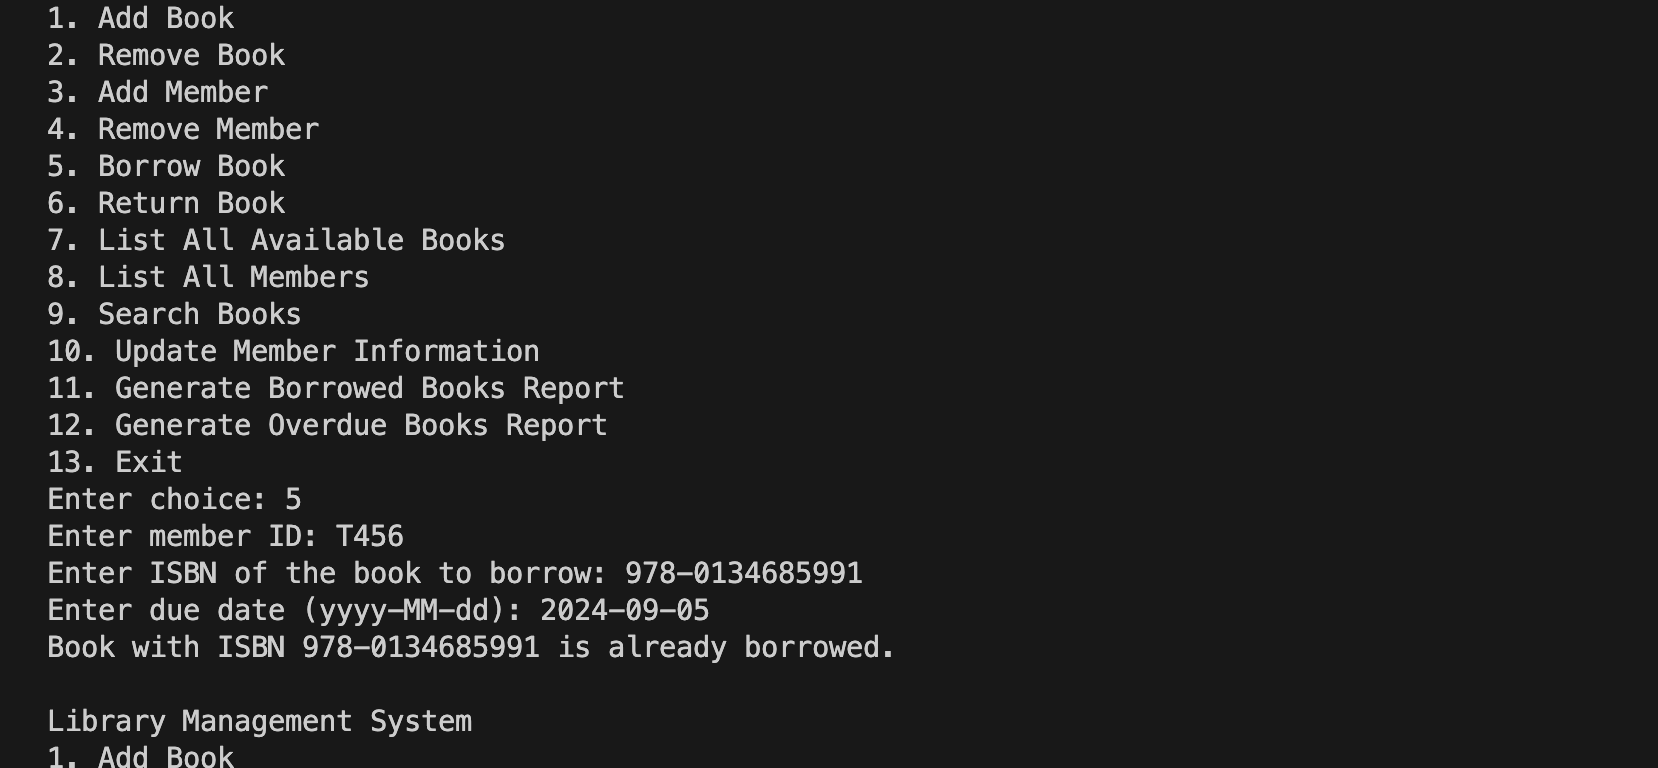 1. Add Book
2. Remove Book
3. Add Member
4. Remove Member
5. Borrow Book
6. Return Book
7. List All Available Books
8. List All Members
9. Search Books
10. Update Member Information
11. Generate Borrowed Books Report
12. Generate Overdue Books Report
13. Exit
Enter choice: 5
Enter member ID: T456
Enter ISBN of the book to borrow: 978-0134685991
Enter due date (yyyy-MM-dd): 2024-09-05
Book with ISBN 978-0134685991 is already borrowed.
Library Management System
1. Add Book